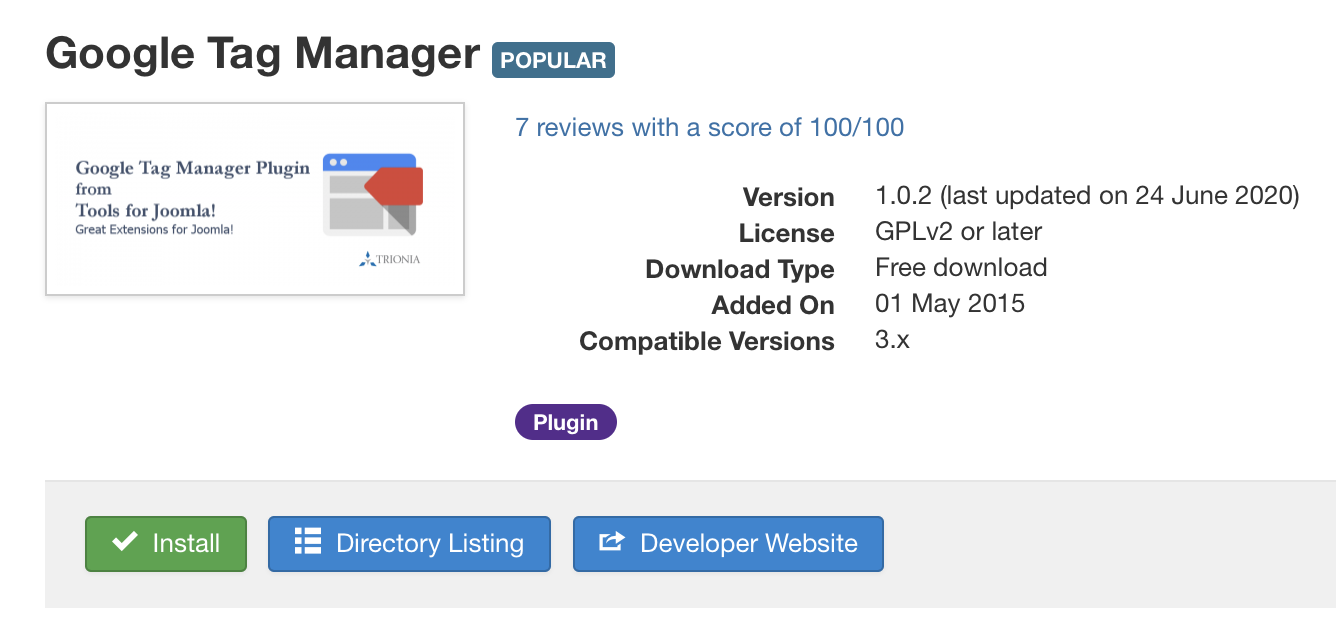 Google Tag Manager POPULAR
Google Tag Manager Plugin
from
Tools for Joomla!
Great Extensions for Joomla!
TRIONIA
7 reviews with a score of 100/100
Version 1.0.2 (last updated on 24 June 2020)
License GPLv2 or later
Download Type Free download
Added On 01 May 2015
Compatible Versions 3.x
Plugin
Install Directory Listing Developer Website